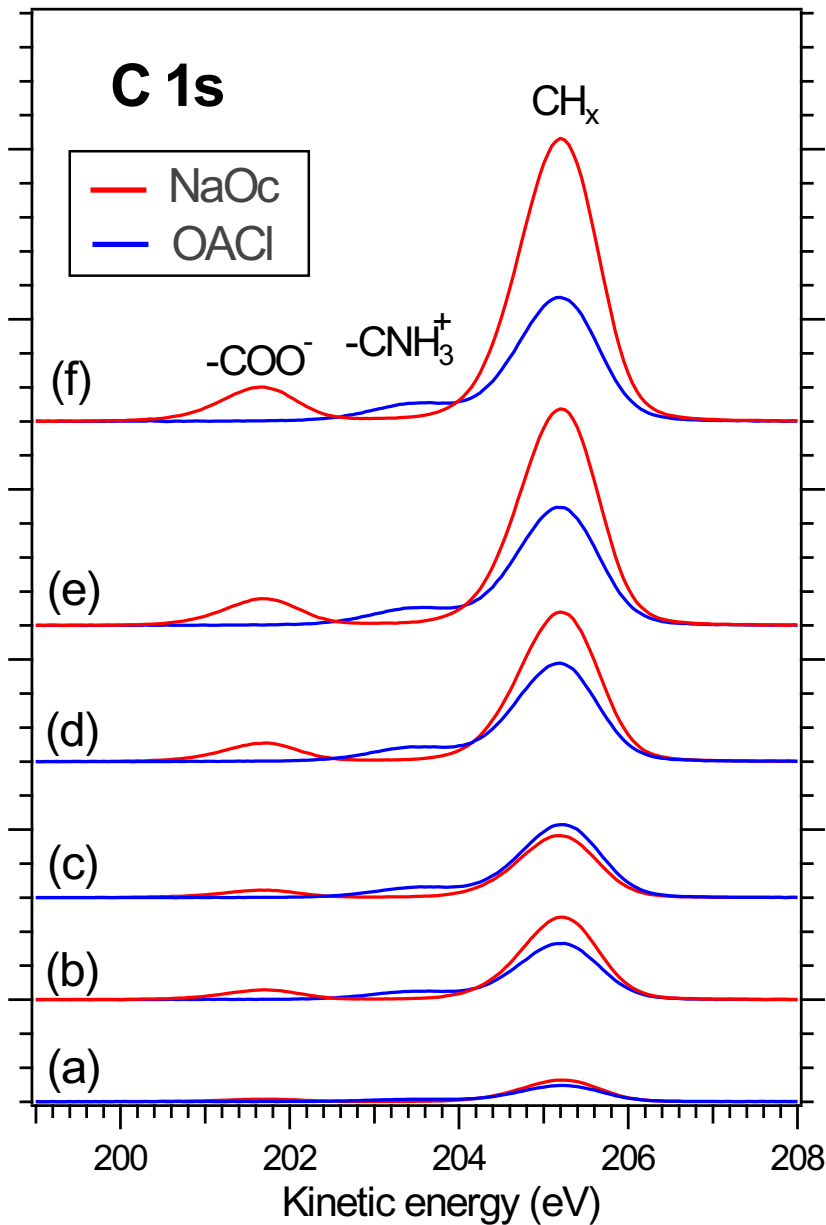 C 1s
CHₓ
NaOc
OACl
-COO⁻
-CNH₃⁺
(f)
(e)
(d)
(c)
(b)
(a)
200 202 204 206 208
Kinetic energy (eV)